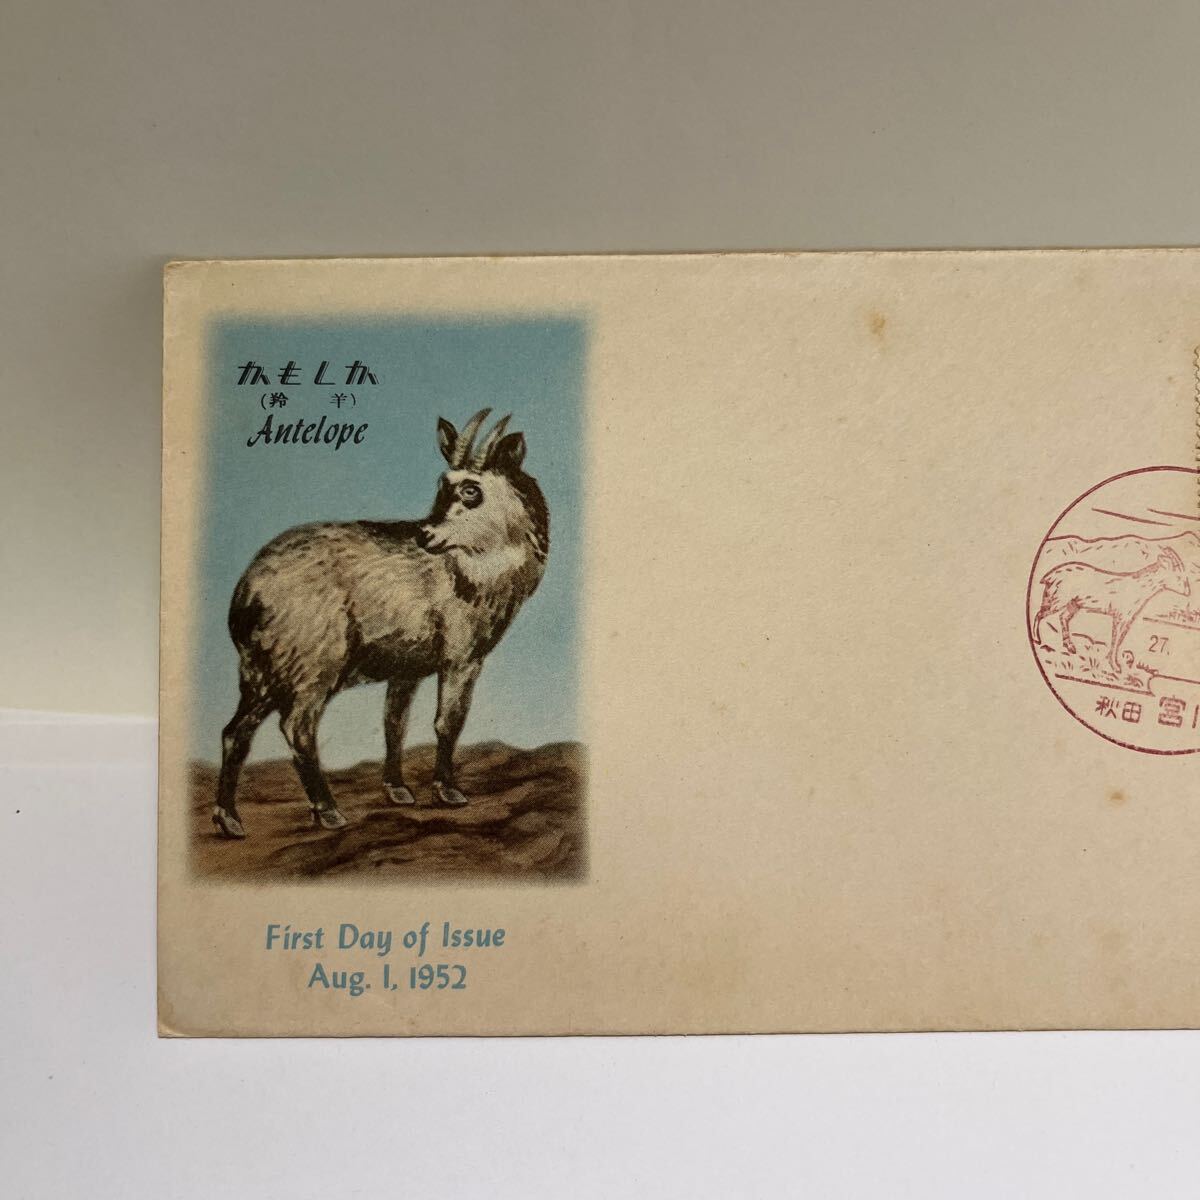 かもしか
(羚 羊)
Antelope
First Day of Issue
Aug. 1, 1952
27.
秋田 宮